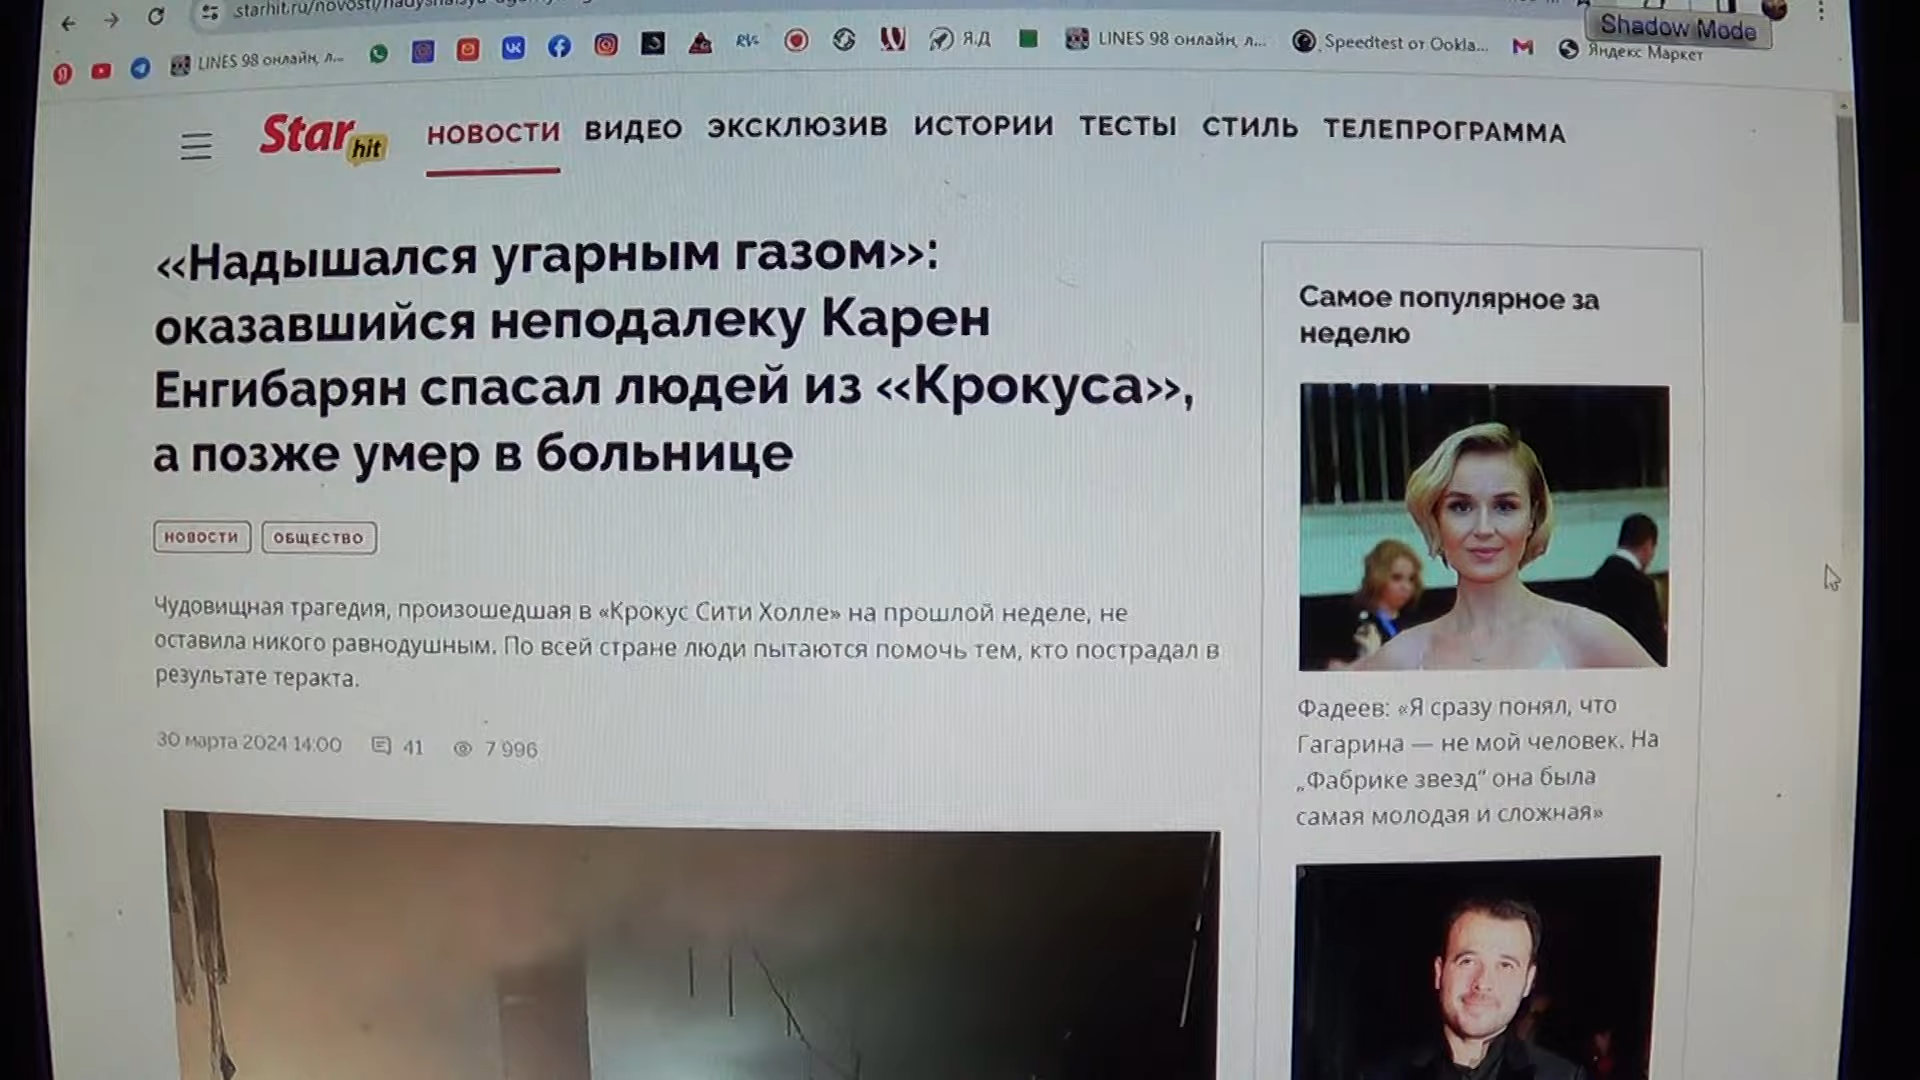 .starhit.ru/novosti/
Shadow Mode
LINES 98 онлайн, л...
Я.Д
LINES 98 онлайн, л...
Speedtest от Ookla...
Яндекс Маркет
Star hit
НОВОСТИ ВИДЕО ЭКСКЛЮЗИВ ИСТОРИИ ТЕСТЫ СТИЛЬ ТЕЛЕПРОГРАММА
«Надышался угарным газом»:
оказавшийся неподалеку Карен
Енгибарян спасал людей из «Крокуса»,
а позже умер в больнице
НОВОСТИ ОБЩЕСТВО
Чудовищная трагедия, произошедшая в «Крокус Сити Холле» на прошлой неделе, не
оставила никого равнодушным. По всей стране люди пытаются помочь тем, кто пострадал в
результате теракта.
30 марта 2024 14:00 41 7 996
Самое популярное за
неделю
Фадеев: «Я сразу понял, что
Гагарина — не мой человек. На
„Фабрике звезд“ она была
самая молодая и сложная»